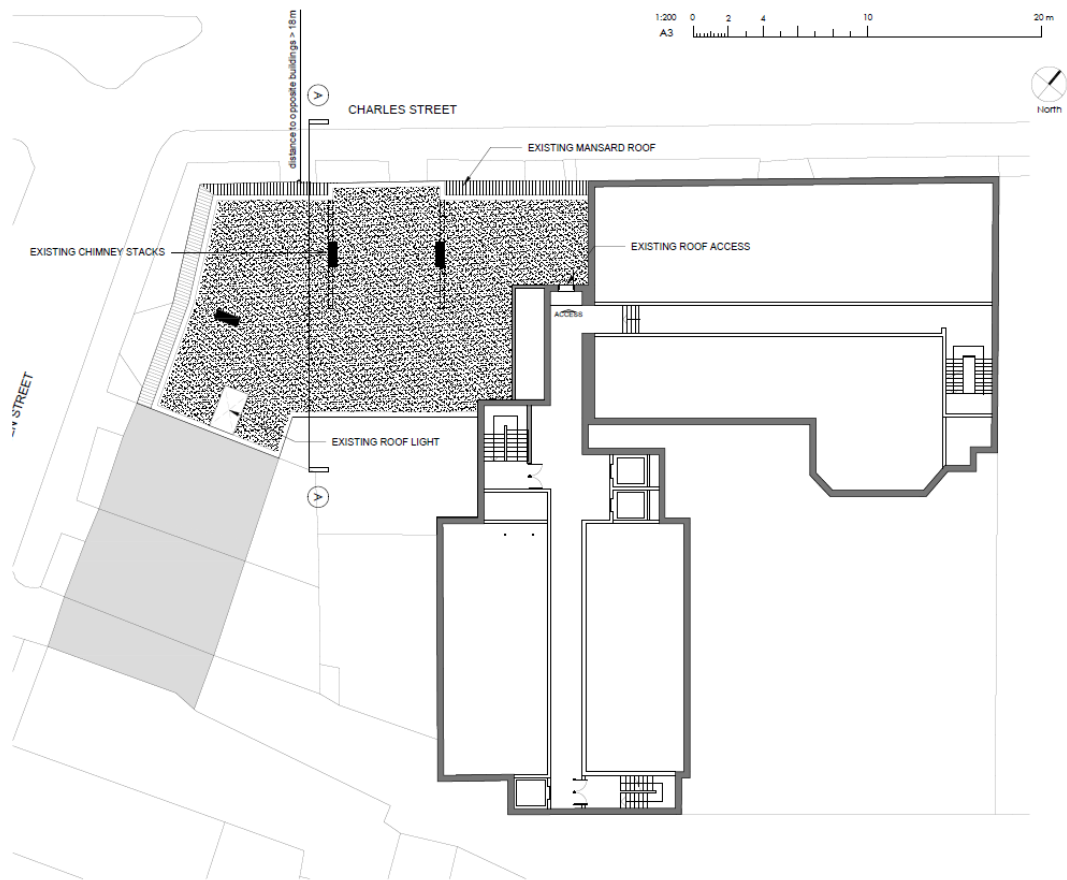 1:200 0 2 4 10 20 m
A3
North
distance to opposite buildings > 18m
A
CHARLES STREET
EXISTING MANSARD ROOF
EXISTING CHIMNEY STACKS
EXISTING ROOF ACCESS
ACCESS
EN STREET
EXISTING ROOF LIGHT
A